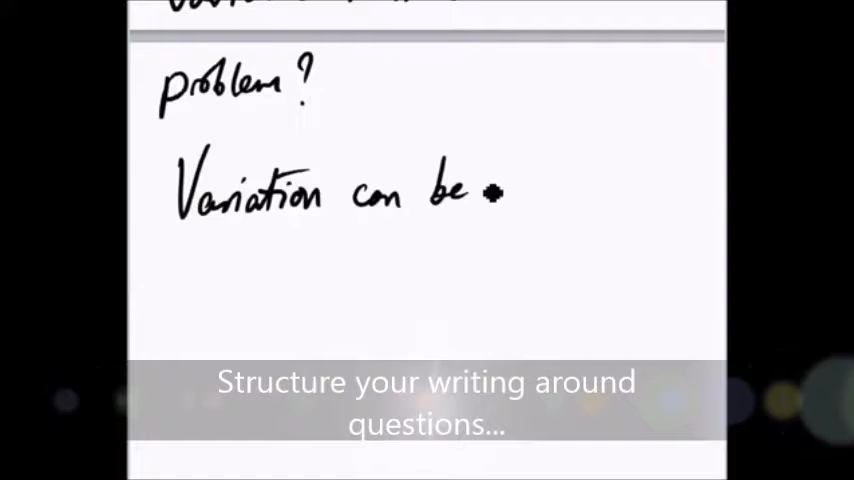 problem?
Variation can be
Structure your writing around
questions...